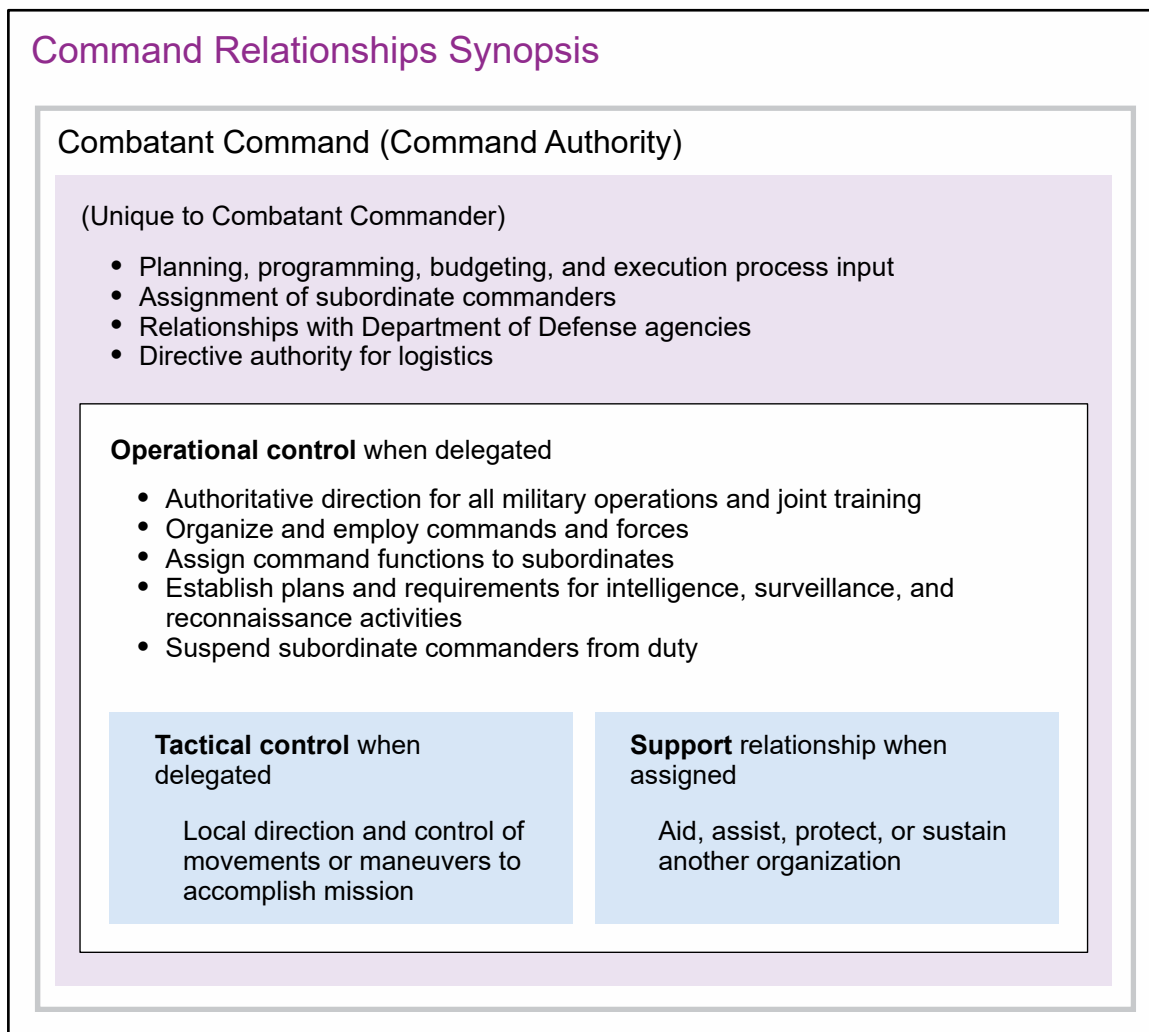 Command Relationships Synopsis
Combatant Command (Command Authority)
(Unique to Combatant Commander)
• Planning, programming, budgeting, and execution process input
• Assignment of subordinate commanders
• Relationships with Department of Defense agencies
• Directive authority for logistics
Operational control when delegated
• Authoritative direction for all military operations and joint training
• Organize and employ commands and forces
• Assign command functions to subordinates
• Establish plans and requirements for intelligence, surveillance, and
reconnaissance activities
• Suspend subordinate commanders from duty
Tactical control when
delegated
Local direction and control of
movements or maneuvers to
accomplish mission
Support relationship when
assigned
Aid, assist, protect, or sustain
another organization